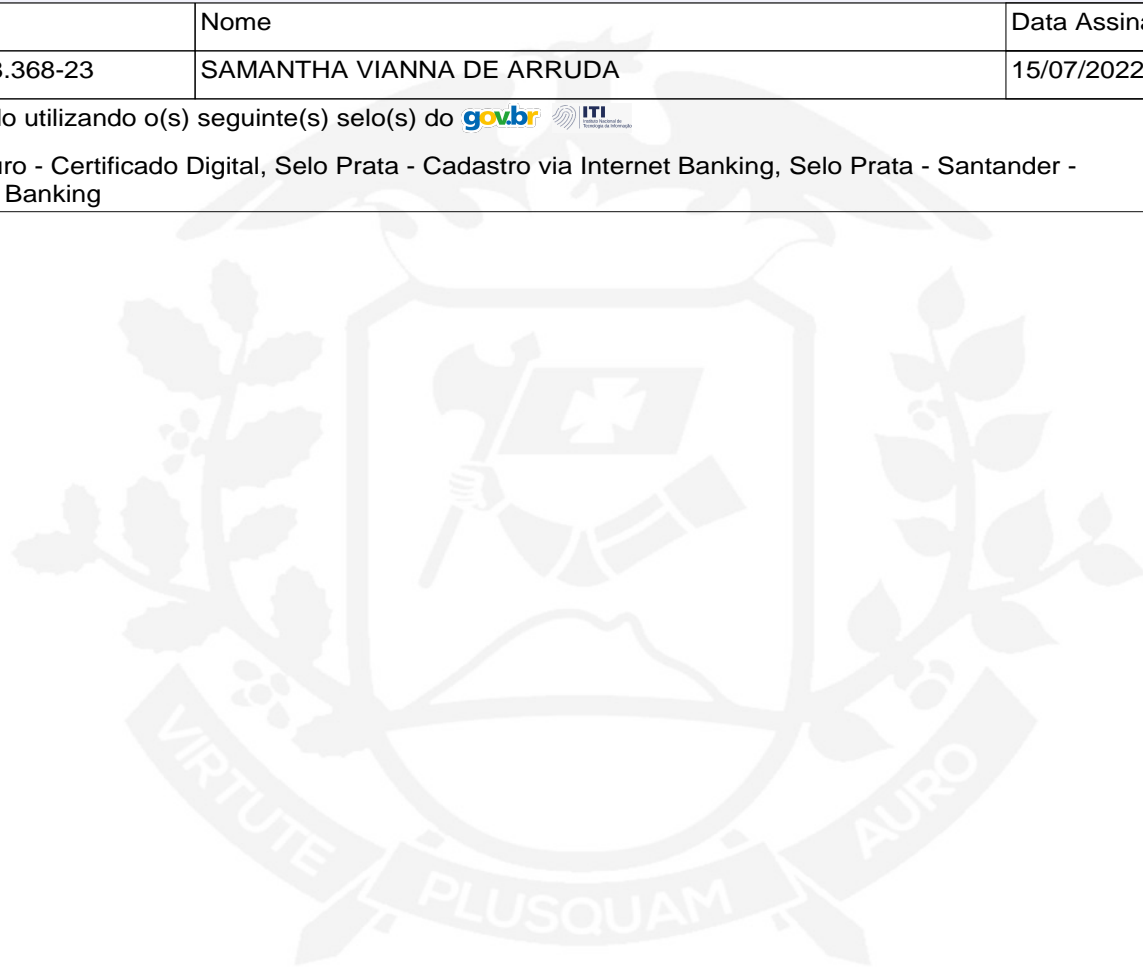 Nome Data Assina
.368-23 SAMANTHA VIANNA DE ARRUDA 15/07/2022
o utilizando o(s) seguinte(s) selo(s) do gov.br ITI
uro - Certificado Digital, Selo Prata - Cadastro via Internet Banking, Selo Prata - Santander -
Banking
VIRTUTE PLUSQUAM AURO